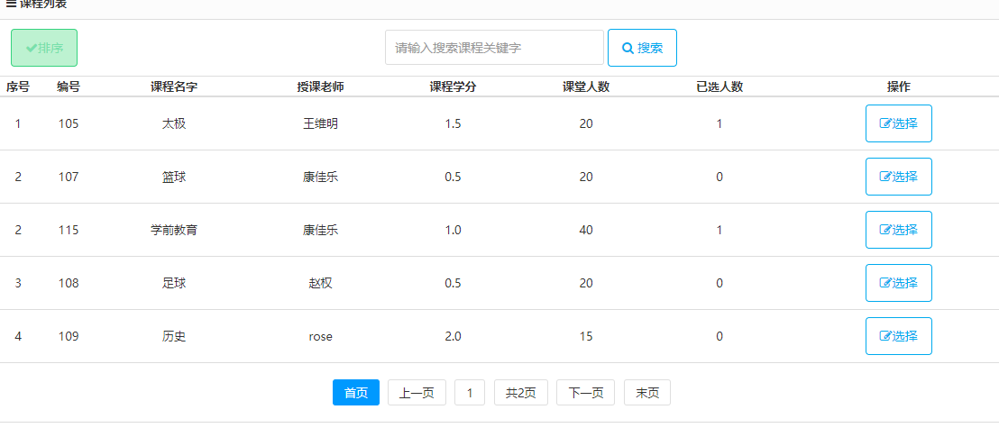 课程列表
排序 请输入搜索课程关键字 搜索
序号 编号 课程名字 授课老师 课程学分 课堂人数 已选人数 操作
1 105 太极 王维明 1.5 20 1 选择
2 107 篮球 康佳乐 0.5 20 0 选择
2 115 学前教育 康佳乐 1.0 40 1 选择
3 108 足球 赵权 0.5 20 0 选择
4 109 历史 rose 2.0 15 0 选择
首页 上一页 1 共2页 下一页 末页